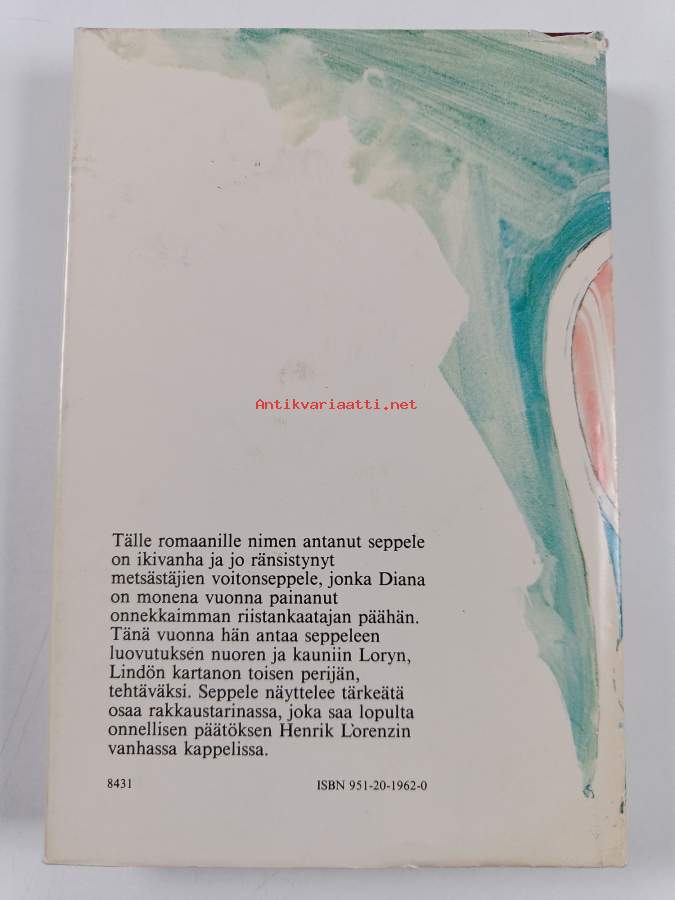 Antikvariaatti.net
Tälle romaanille nimen antanut seppele
on ikivanha ja jo ränsistynyt
metsästäjien voitonseppele, jonka Diana
on monena vuonna painanut
onnekkaimman riistankaatajan päähän.
Tänä vuonna hän antaa seppeleen
luovutuksen nuoren ja kauniin Loryn,
Lindön kartanon toisen perijän,
tehtäväksi. Seppele näyttelee tärkeätä
osaa rakkaustarinassa, joka saa lopulta
onnellisen päätöksen Henrik Lorenzin
vanhassa kappelissa.
8431 ISBN 951-20-1962-0